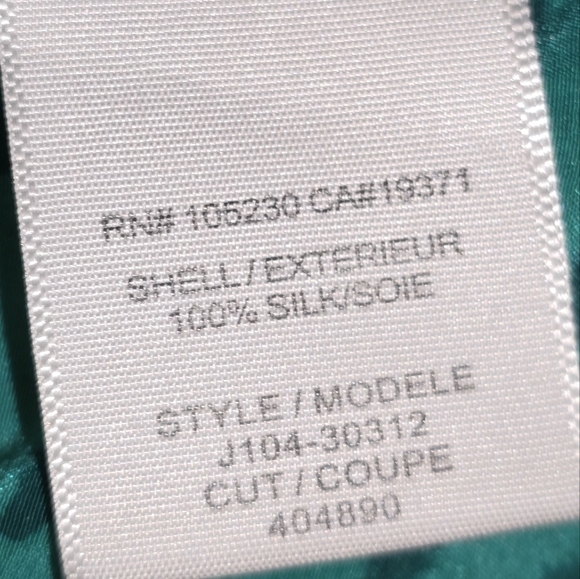 RN# 105230 CA#19371
SHELL/EXTERIEUR
100% SILK/SOIE
STYLE / MODELE
J104-30312
CUT / COUPE
404890